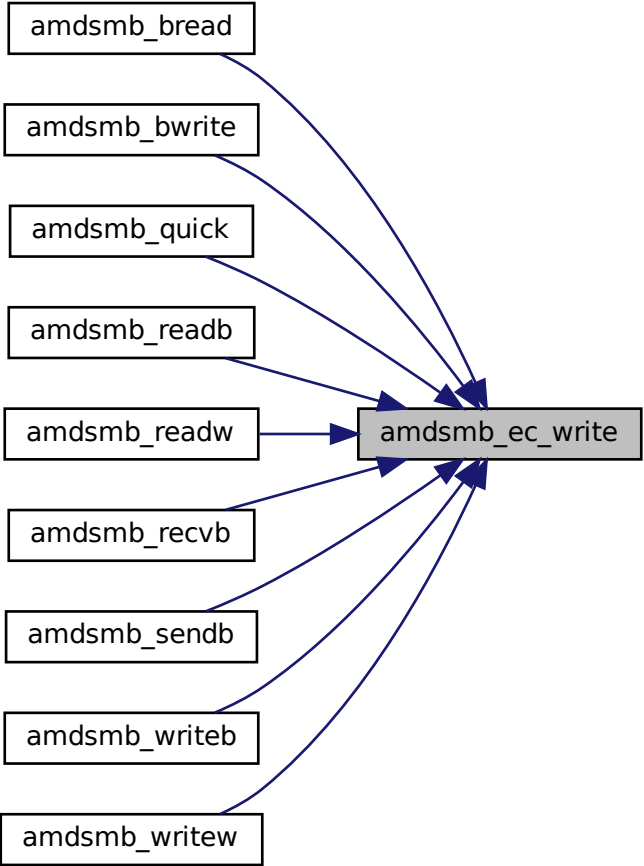 amdsmb_bread
amdsmb_bwrite
amdsmb_quick
amdsmb_readb
amdsmb_readw
amdsmb_ec_write
amdsmb_recvb
amdsmb_sendb
amdsmb_writeb
amdsmb_writew